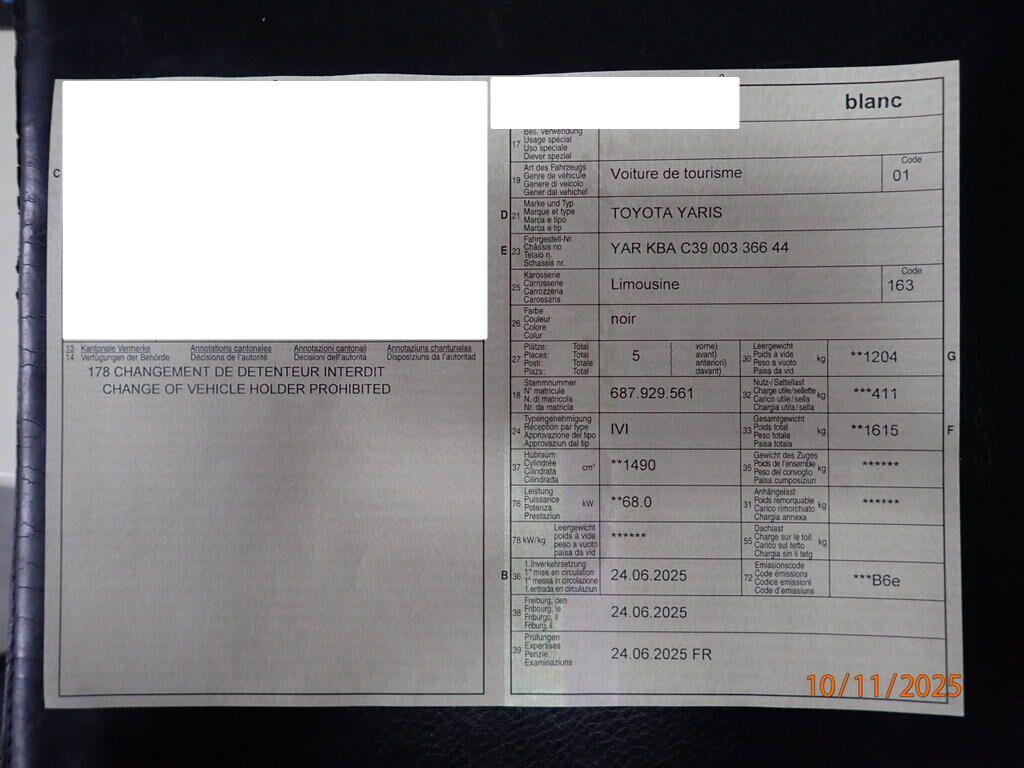 blanc
17 Bes. Verwendung
Usage spécial
Uso speciale
Diever spezial
C
19 Art des Fahrzeugs
Genre de véhicule
Genere di veicolo
Gener dal vehichel
Voiture de tourisme
Code
01
D 21 Marke und Typ
Marque et type
Marca e tipo
Marca e tip
TOYOTA YARIS
E 23 Fahrgestell-Nr.
Châssis no
Telaio n.
Schassis nr.
YAR KBA C39 003 366 44
25 Karosserie
Carrosserie
Carrozzeria
Carossaria
Limousine
Code
163
26 Farbe
Couleur
Colore
Colur
noir
13 Kantonale Vermerke Annotations cantonales Annotazioni cantonali Annotaziuns chantunalas
14 Verfügungen der Behörde Décisions de l'autorité Decisioni dell'autorità Disposiziuns da l'autoritad
178 CHANGEMENT DE DETENTEUR INTERDIT
CHANGE OF VEHICLE HOLDER PROHIBITED
27 Plätze: Total ( vorne)
Places: Total ( avant)
Posti: Totale ( anteriori)
Plazs: Total ( davant)
5
30 Leergewicht
Poids à vide
Peso a vuoto
Paisa da vid
kg
**1204
G
18 Stammnummer
N° matricule
N. di matricola
Nr. da matricla
687.929.561
32 Nutz-/Sattellast
Charge utile/sellette
Carico utile/sella
Chargia utila/sella
kg
***411
24 Typengenehmigung
Réception par type
Approvazione del tipo
Approvaziun dal tip
IVI
33 Gesamtgewicht
Poids total
Peso totale
Paisa totala
kg
**1615
F
37 Hubraum
Cylindrée
Cilindrata
Cilindrada
cm³
**1490
35 Gewicht des Zuges
Poids de l'ensemble
Peso del convoglio
Paisa cumposiziun
kg
******
76 Leistung
Puissance
Potenza
Prestaziun
kW
**68.0
31 Anhängelast
Poids remorquable
Carico rimorchiato
Chargia annexa
kg
******
78 kW/kg Leergewicht
poids à vide
peso a vuoto
paisa da vid
******
55 Dachlast
Charge sur le toit
Carico sul tetto
Chargia sin il tetg
kg
B 36 1.Inverkehrsetzung
1re mise en circulation
1a messa in circolazione
1.entrada en circulaziun
24.06.2025
72 Emissionscode
Code émissions
Codice emissioni
Code d'emissiuns
***B6e
38 Freiburg, den
Fribourg, le
Friburgo, il
Friburg, il
24.06.2025
39 Prüfungen
Expertises
Perizie
Examinaziuns
24.06.2025 FR
10/11/2025